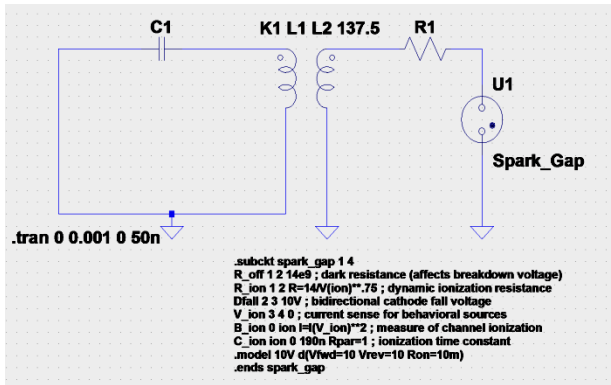 C1
K1 L1 L2 137.5
R1
U1
Spark_Gap
.tran 0 0.001 0 50n
.subckt spark_gap 1 4
R_off 1 2 14e9 ; dark resistance (affects breakdown voltage)
R_ion 1 2 R=14/V(ion)**.75 ; dynamic ionization resistance
Dfall 2 3 10V ; bidirectional cathode fall voltage
V_ion 3 4 0 ; current sense for behavioral sources
B_ion 0 ion I=I(V_ion)**2 ; measure of channel ionization
C_ion ion 0 190n Rpar=1 ; ionization time constant
.model 10V d(Vfwd=10 Vrev=10 Ron=10m)
.ends spark_gap